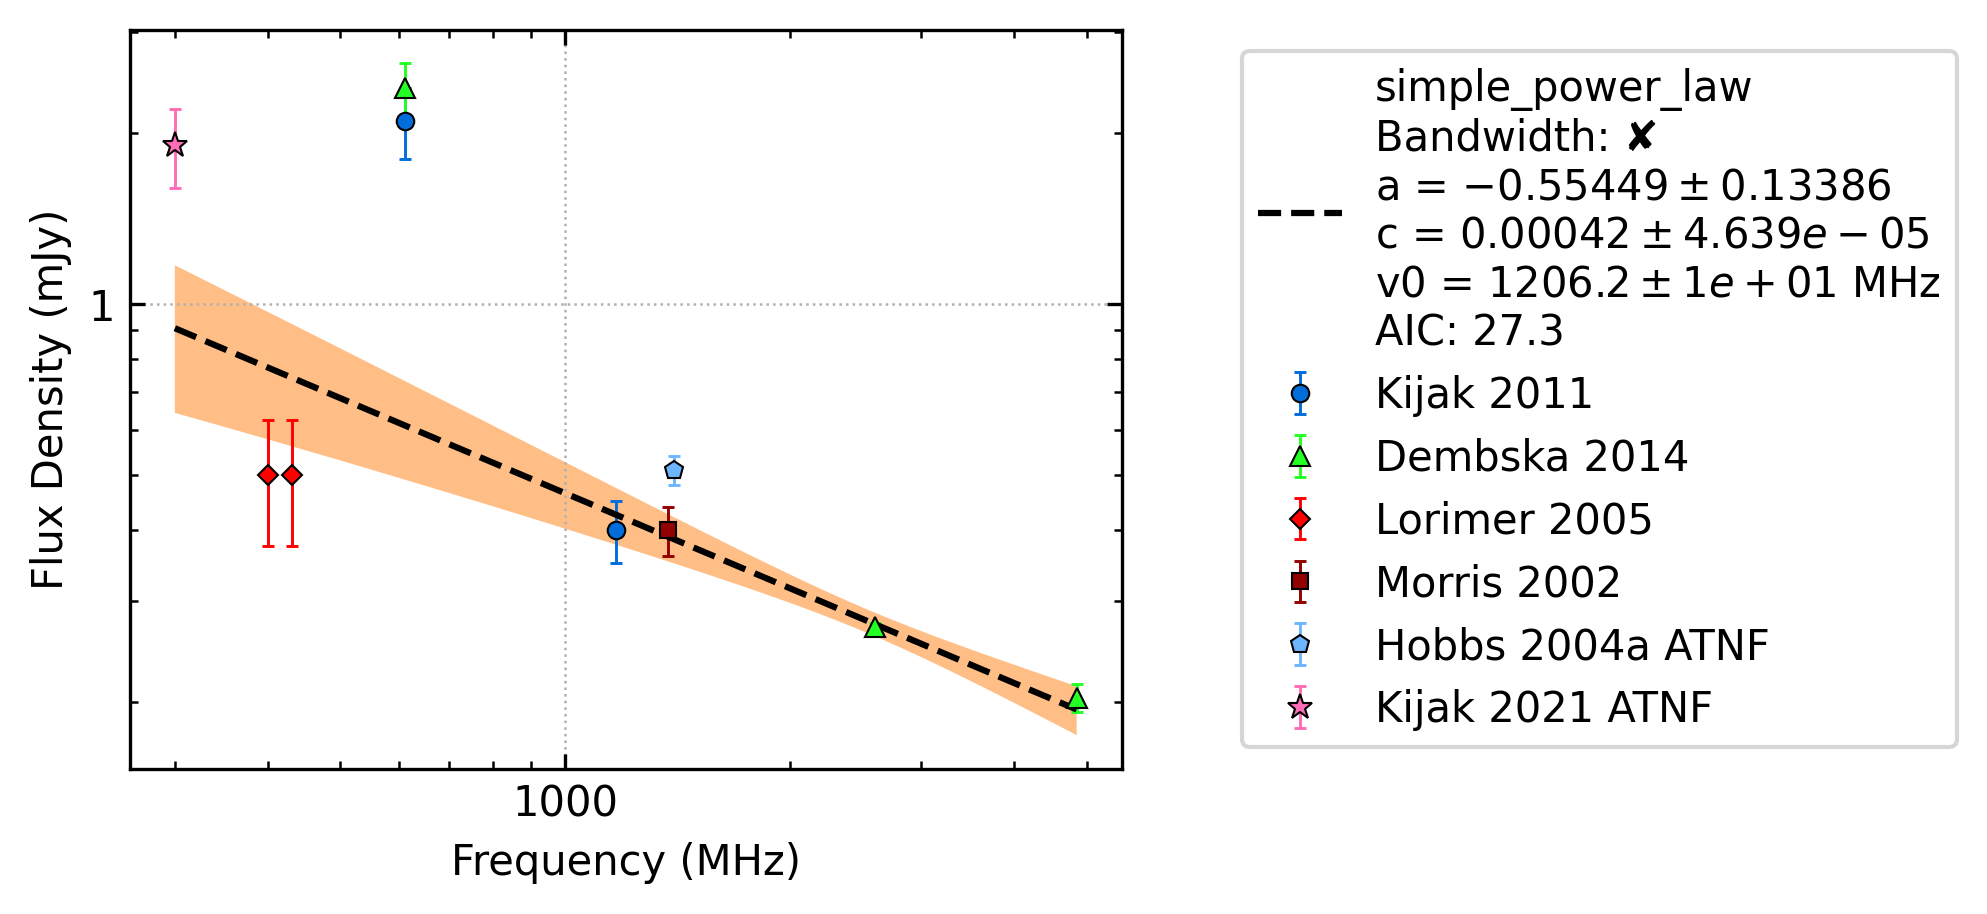 Flux Density (mJy)
1
1000
Frequency (MHz)
simple_power_law
Bandwidth: ✘
a = −0.55449 ± 0.13386
c = 0.00042 ± 4.639e − 05
v0 = 1206.2 ± 1e + 01 MHz
AIC: 27.3
Kijak 2011
Dembska 2014
Lorimer 2005
Morris 2002
Hobbs 2004a ATNF
Kijak 2021 ATNF